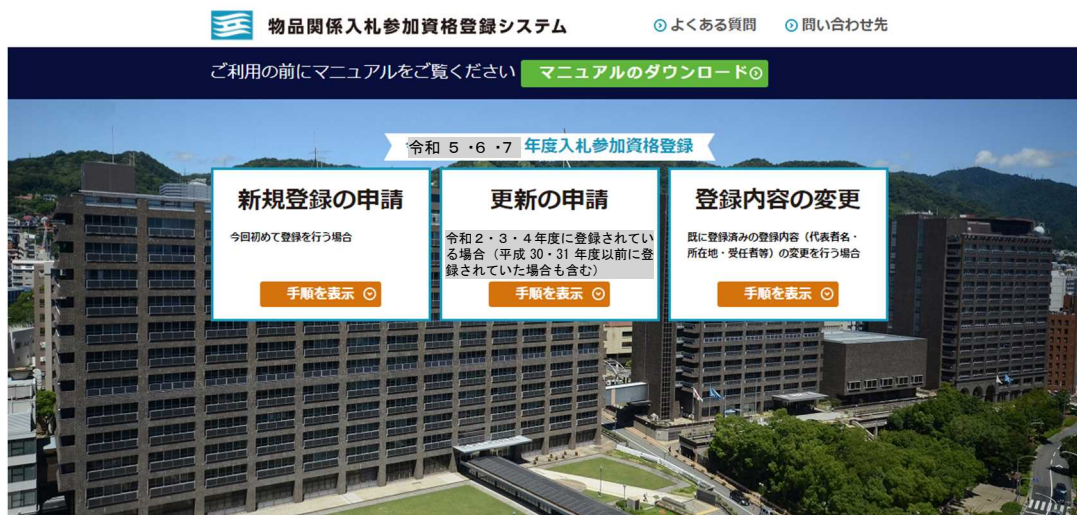 物品関係入札参加資格登録システム
よくある質問
問い合わせ先
ご利用の前にマニュアルをご覧ください
マニュアルのダウンロード
令和 5・6・7 年度入札参加資格登録
新規登録の申請
今回初めて登録を行う場合
手順を表示
更新の申請
令和2・3・4年度に登録されてい
る場合（平成 30・31 年度以前に登
録されていた場合も含む）
手順を表示
登録内容の変更
既に登録済みの登録内容（代表者名・
所在地・受任者等）の変更を行う場合
手順を表示